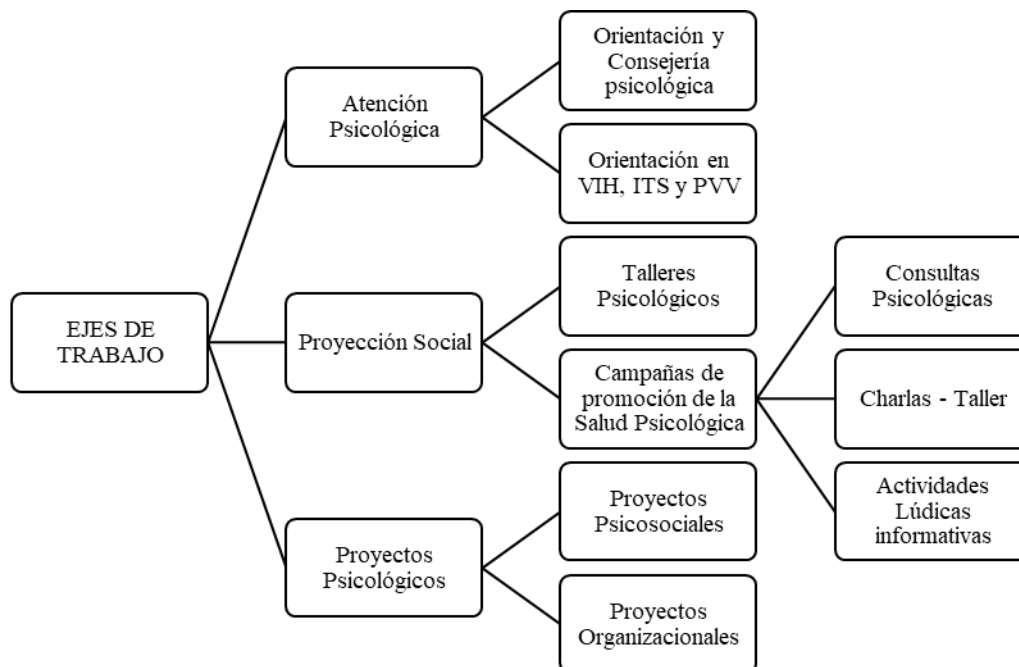 EJES DE
TRABAJO
Atención
Psicológica
Orientación y
Consejería
psicológica
Orientación en
VIH, ITS y PVV
Proyección Social
Talleres
Psicológicos
Campañas de
promoción de la
Salud Psicológica
Consultas
Psicológicas
Charlas - Taller
Actividades
Lúdicas
informativas
Proyectos
Psicológicos
Proyectos
Psicosociales
Proyectos
Organizacionales